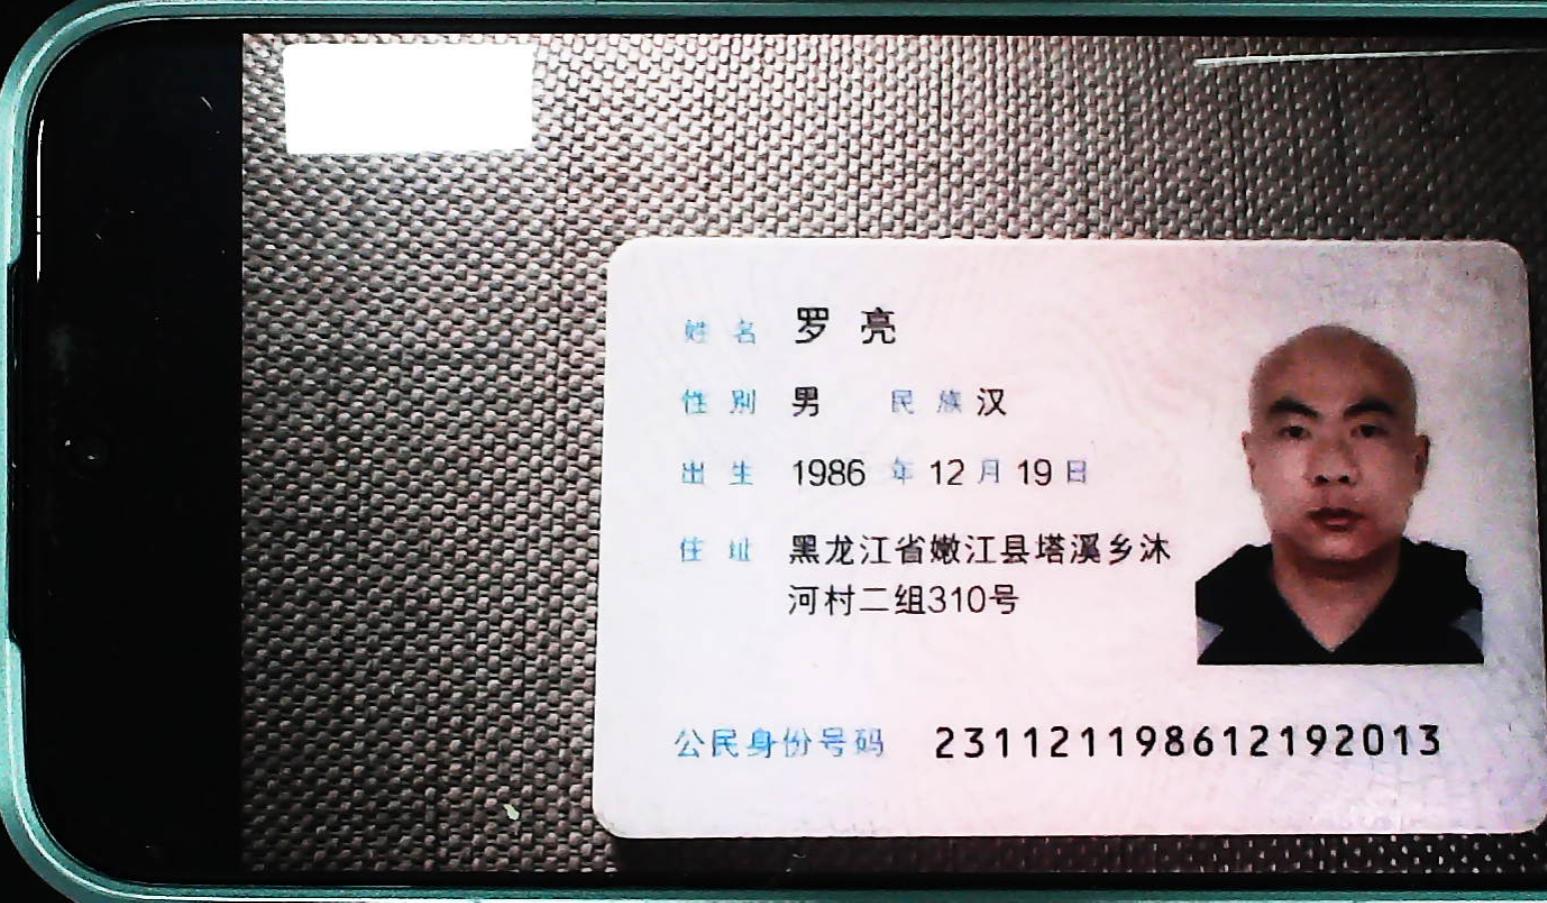 姓名 罗亮
性别 男 民族 汉
出生 1986 年 12 月 19 日
住址 黑龙江省嫩江县塔溪乡沐
河村二组310号
公民身份号码 231121198612192013